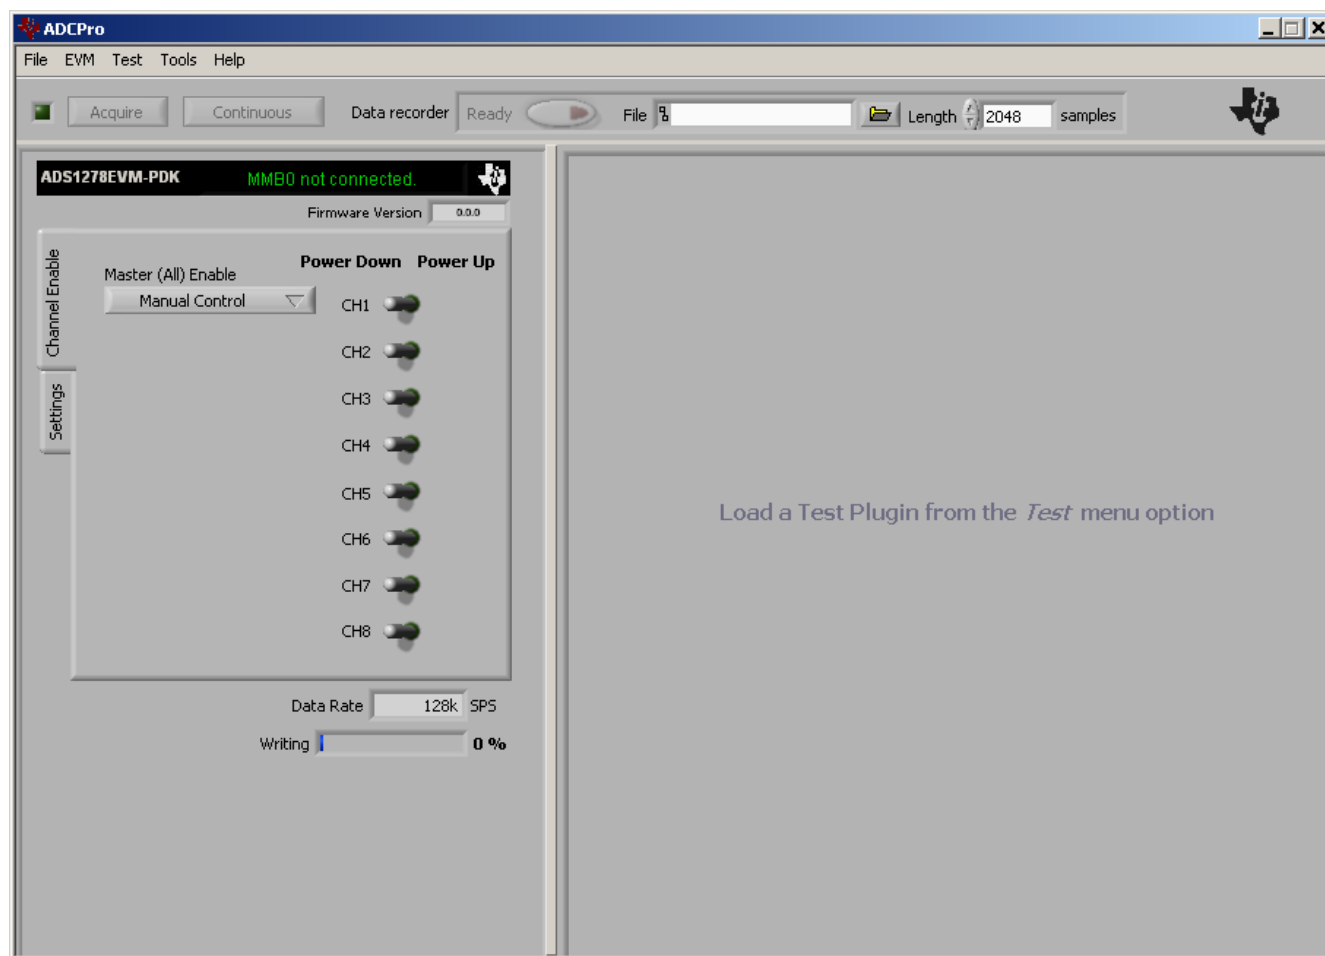 ADCPro
File EVM Test Tools Help
Acquire Continuous Data recorder Ready File Length 2048 samples
ADS1278EVM-PDK MMB0 not connected.
Firmware Version 0.0.0
Channel Enable
Settings
Master (All) Enable
Manual Control
Power Down Power Up
CH1
CH2
CH3
CH4
CH5
CH6
CH7
CH8
Data Rate 128k SPS
Writing 0 %
Load a Test Plugin from the Test menu option